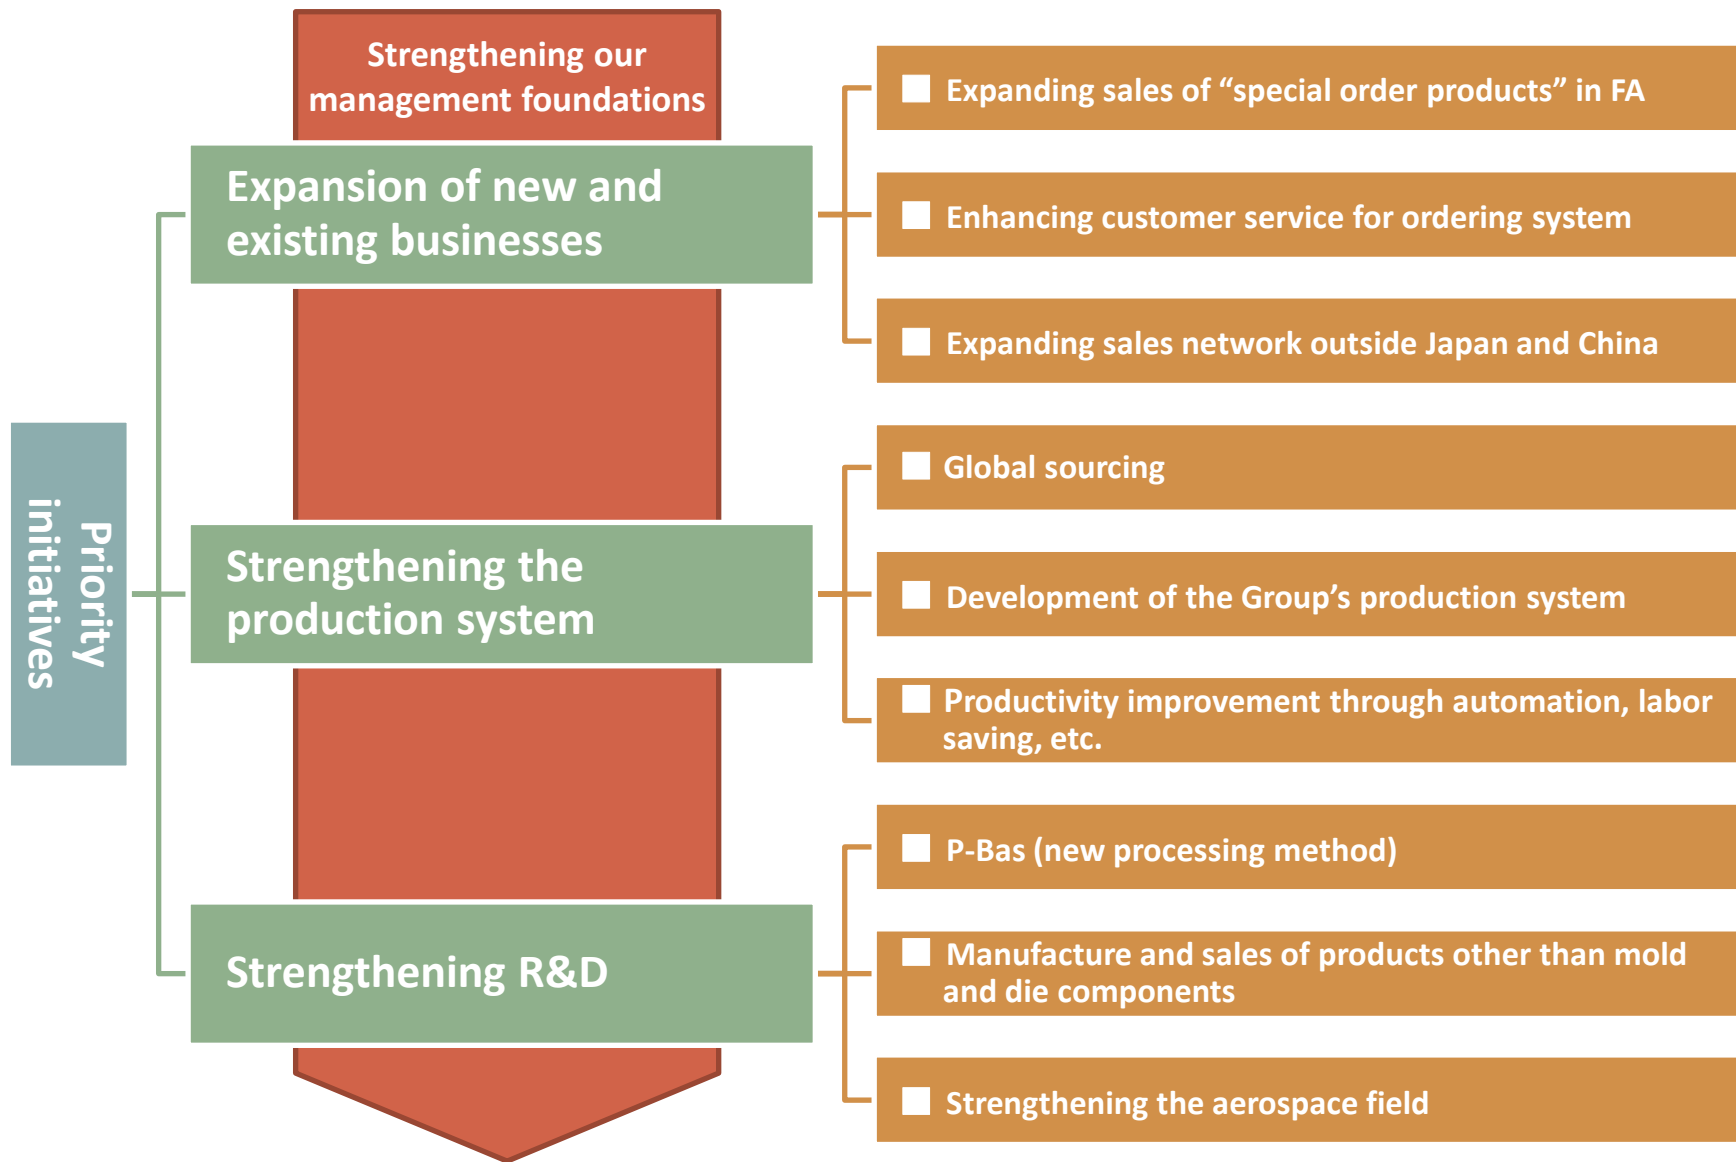 Strengthening our
management foundations
Priority
initiatives
Expansion of new and
existing businesses
■ Expanding sales of “special order products” in FA
■ Enhancing customer service for ordering system
■ Expanding sales network outside Japan and China
Strengthening the
production system
■ Global sourcing
■ Development of the Group’s production system
■ Productivity improvement through automation, labor
saving, etc.
Strengthening R&D
■ P-Bas (new processing method)
■ Manufacture and sales of products other than mold
and die components
■ Strengthening the aerospace field